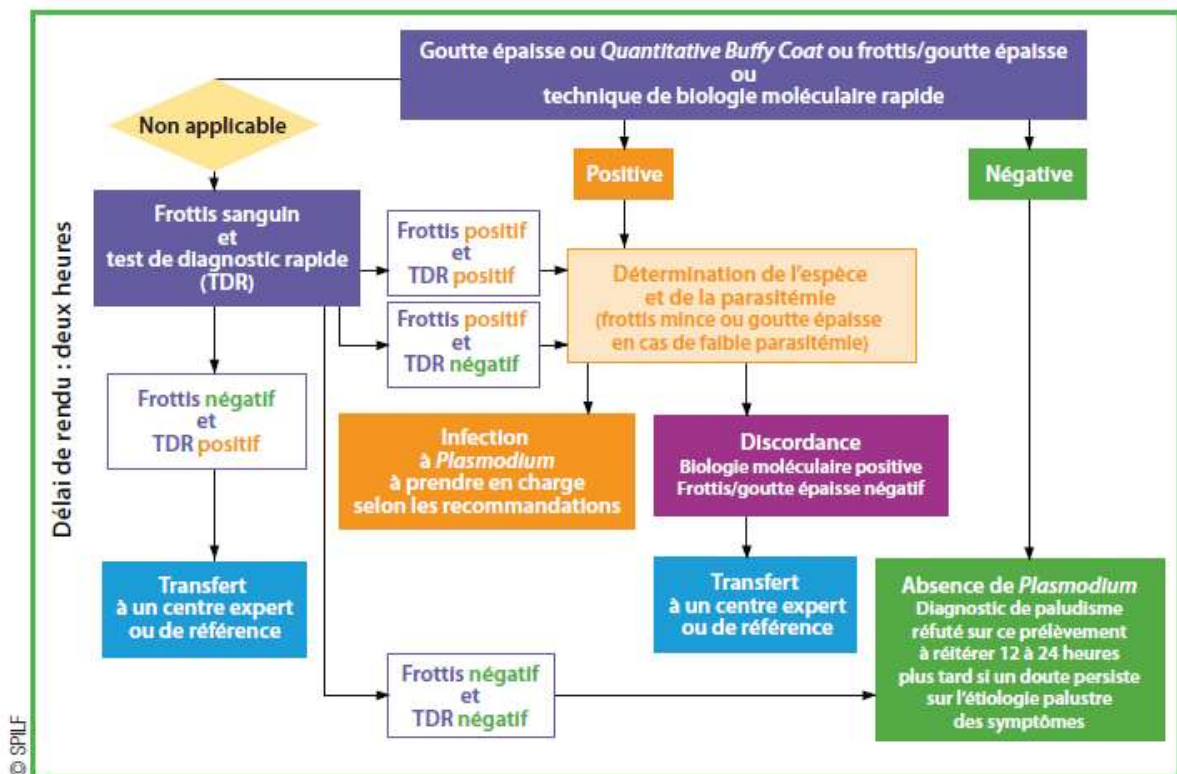 Goutte épaisse ou Quantitative Buffy Coat ou frottis/goutte épaisse
ou
technique de biologie moléculaire rapide
Non applicable
Positive
Négative
Délai de rendu : deux heures
Frottis sanguin
et
test de diagnostic rapide
(TDR)
Frottis positif
et
TDR positif
Frottis positif
et
TDR négatif
Détermination de l'espèce
et de la parasitémie
(frottis mince ou goutte épaisse
en cas de faible parasitémie)
Frottis négatif
et
TDR positif
Infection
à Plasmodium
à prendre en charge
selon les recommandations
Discordance
Biologie moléculaire positive
Frottis/goutte épaisse négatif
Transfert
à un centre expert
ou de référence
Transfert
à un centre expert
ou de référence
Absence de Plasmodium
Diagnostic de paludisme
réfuté sur ce prélèvement
à réitérer 12 à 24 heures
plus tard si un doute persiste
sur l'étiologie palustre
des symptômes
Frottis négatif
et
TDR négatif
© SPILF